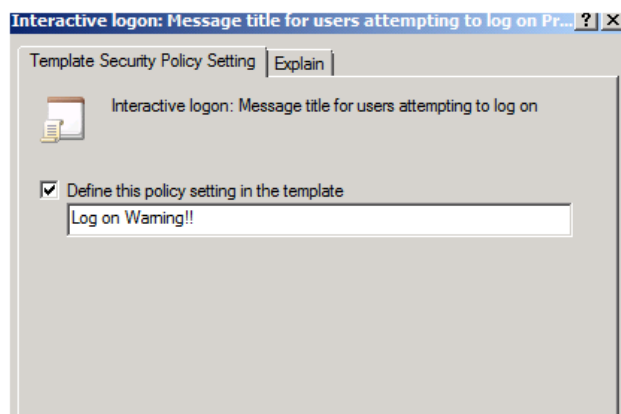 Interactive logon: Message title for users attempting to log on Pr... ? X
Template Security Policy Setting Explain
Interactive logon: Message title for users attempting to log on
Define this policy setting in the template
Log on Warning!!